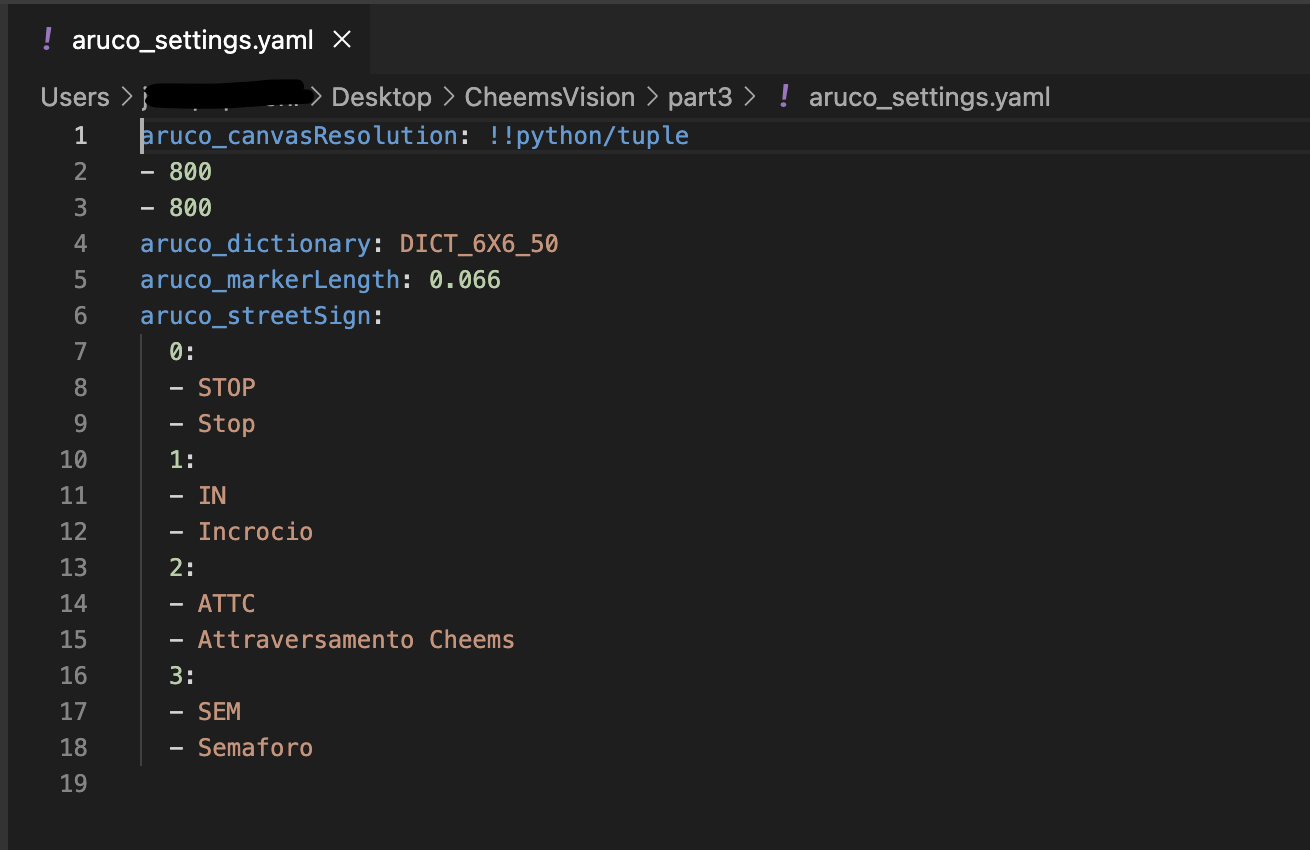 ! aruco_settings.yaml ×
Users > > Desktop > CheemsVision > part3 > ! aruco_settings.yaml
1 aruco_canvasResolution: !!python/tuple
2 - 800
3 - 800
4 aruco_dictionary: DICT_6X6_50
5 aruco_markerLength: 0.066
6 aruco_streetSign:
7 0:
8 - STOP
9 - Stop
10 1:
11 - IN
12 - Incrocio
13 2:
14 - ATTC
15 - Attraversamento Cheems
16 3:
17 - SEM
18 - Semaforo
19